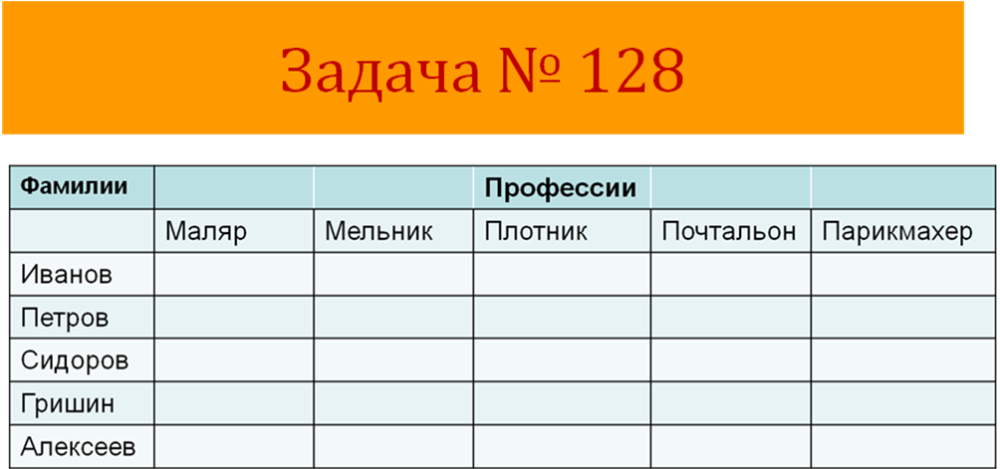 Задача № 128
Фамилии Профессии
Маляр Мельник Плотник Почтальон Парикмахер
Иванов
Петров
Сидоров
Гришин
Алексеев